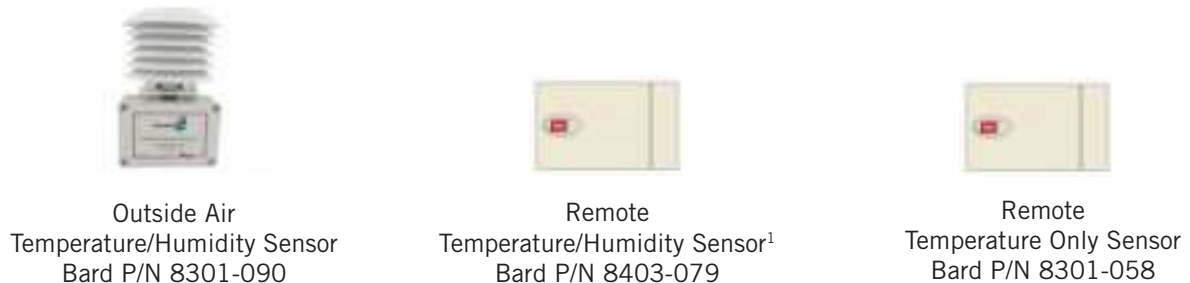 Outside Air
Temperature/Humidity Sensor
Bard P/N 8301-090
Remote
Temperature/Humidity Sensor¹
Bard P/N 8403-079
Remote
Temperature Only Sensor
Bard P/N 8301-058